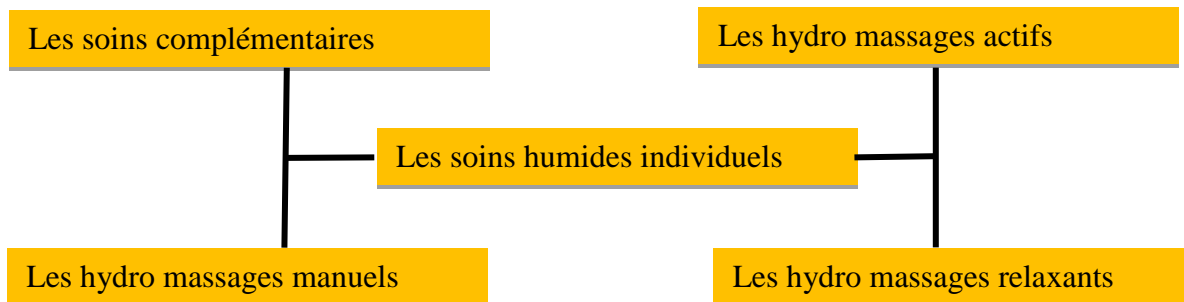 Les soins complémentaires
Les hydro massages actifs
Les soins humides individuels
Les hydro massages manuels
Les hydro massages relaxants